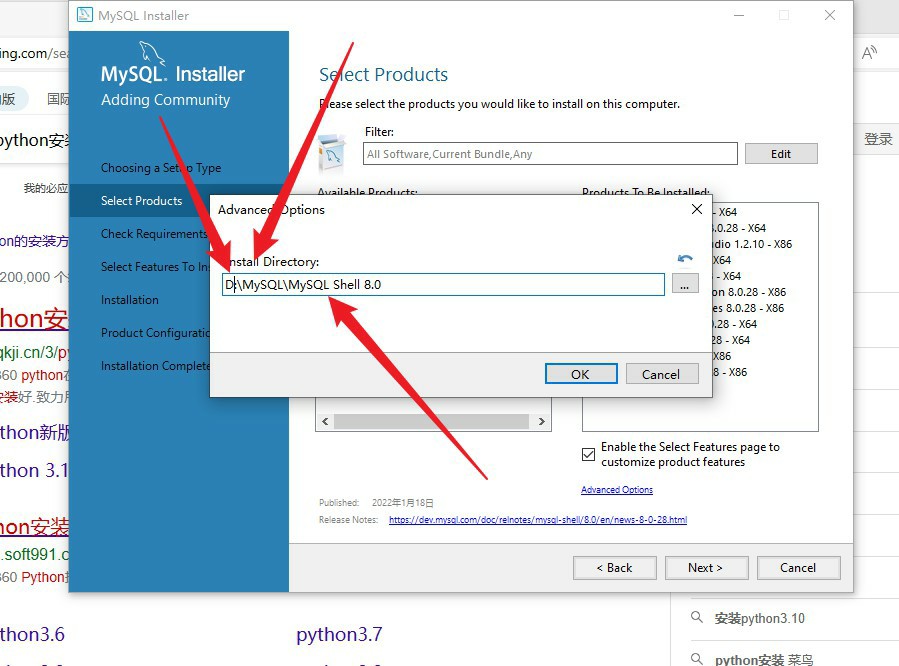 MySQL Installer
ing.com/sea
版
国际
登录
python安装
我的必应
on的安装方
200,000 个
hon安
qkji.cn/3/py
360 python在
安装好.致力
thon新版
thon 3.1
hon安装
.soft991.c
360 Python
thon3.6
python3.7
安装python3.10
python安装 菜鸟
MySQL. Installer
Adding Community
Choosing a Setup Type
Select Products
Check Requirements
Select Features To Ins
Installation
Product Configuratio
Installation Complete
Select Products
Please select the products you would like to install on this computer.
Filter:
All Software,Current Bundle,Any
Edit
Available Products:
Products To Be Installed:
- X64
.0.28 - X64
dio 1.2.10 - X86
X64
- X64
on 8.0.28 - X86
es 8.0.28 - X86
0.28 - X64
- X64
X86
- X86
Advanced Options
Install Directory:
D:\MySQL\MySQL Shell 8.0
...
OK
Cancel
Enable the Select Features page to
customize product features
Advanced Options
Published: 2022年1月18日
Release Notes: https://dev.mysql.com/doc/relnotes/mysql-shell/8.0/en/news-8-0-28.html
< Back
Next >
Cancel